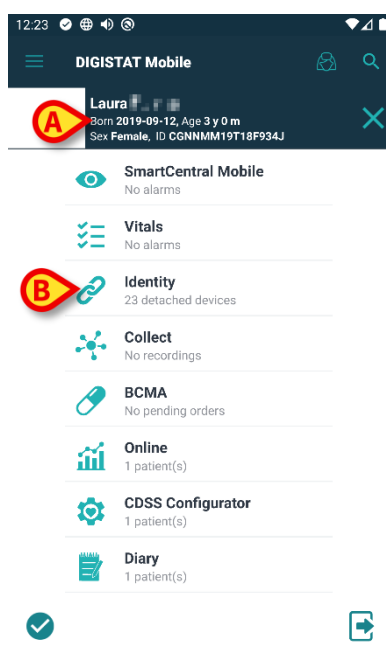 12:23
DIGISTAT Mobile
Laura
Born 2019-09-12, Age 3 y 0 m
Sex Female, ID CGNNMM19T18F934J
A
SmartCentral Mobile
No alarms
Vitals
No alarms
B
Identity
23 detached devices
Collect
No recordings
BCMA
No pending orders
Online
1 patient(s)
CDSS Configurator
1 patient(s)
Diary
1 patient(s)